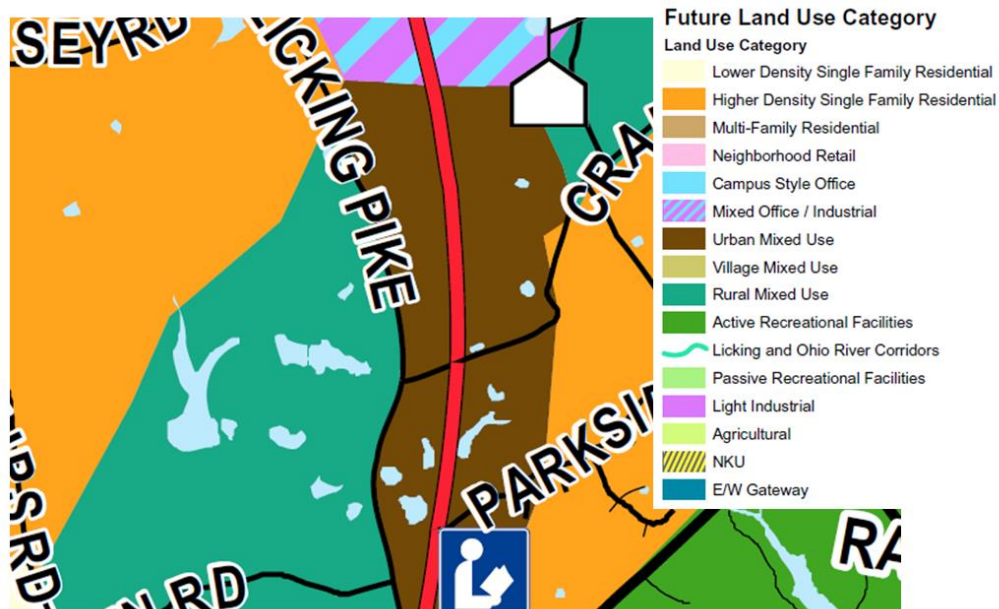 SEY RD
LICKING PIKE
CRA
PARKSI
N RD
RA
Future Land Use Category
Land Use Category
Lower Density Single Family Residential
Higher Density Single Family Residential
Multi-Family Residential
Neighborhood Retail
Campus Style Office
Mixed Office / Industrial
Urban Mixed Use
Village Mixed Use
Rural Mixed Use
Active Recreational Facilities
Licking and Ohio River Corridors
Passive Recreational Facilities
Light Industrial
Agricultural
NKU
E/W Gateway